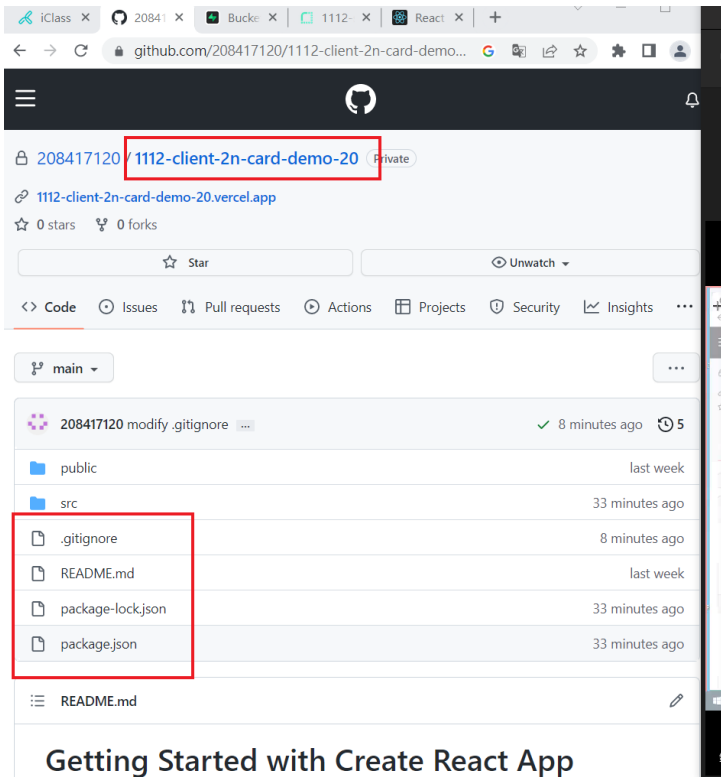 iClass
20841
Bucke
1112-
React
github.com/208417120/1112-client-2n-card-demo...
208417120 / 1112-client-2n-card-demo-20 Private
1112-client-2n-card-demo-20.vercel.app
0 stars 0 forks
Star Unwatch
Code Issues Pull requests Actions Projects Security Insights
main
208417120 modify .gitignore ... 8 minutes ago 5
public last week
src 33 minutes ago
.gitignore 8 minutes ago
README.md last week
package-lock.json 33 minutes ago
package.json 33 minutes ago
README.md
Getting Started with Create React App